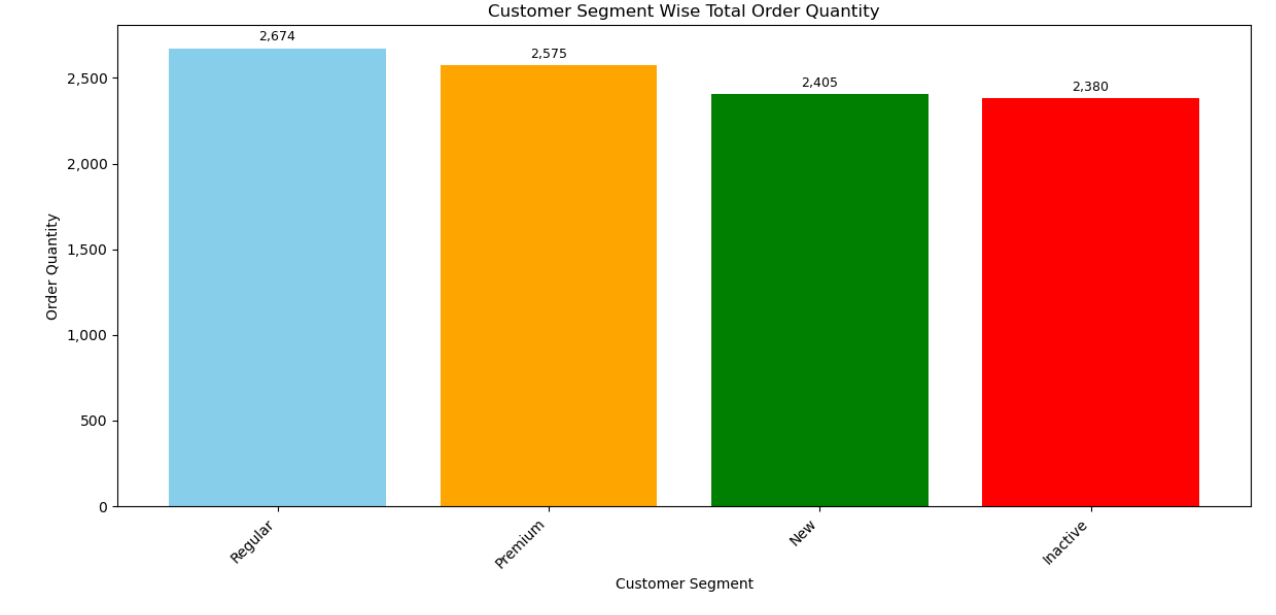 Customer Segment Wise Total Order Quantity
2,674
2,575
2,405
2,380
2,500
2,000
1,500
1,000
500
0
Order Quantity
Regular
Premium
New
Inactive
Customer Segment